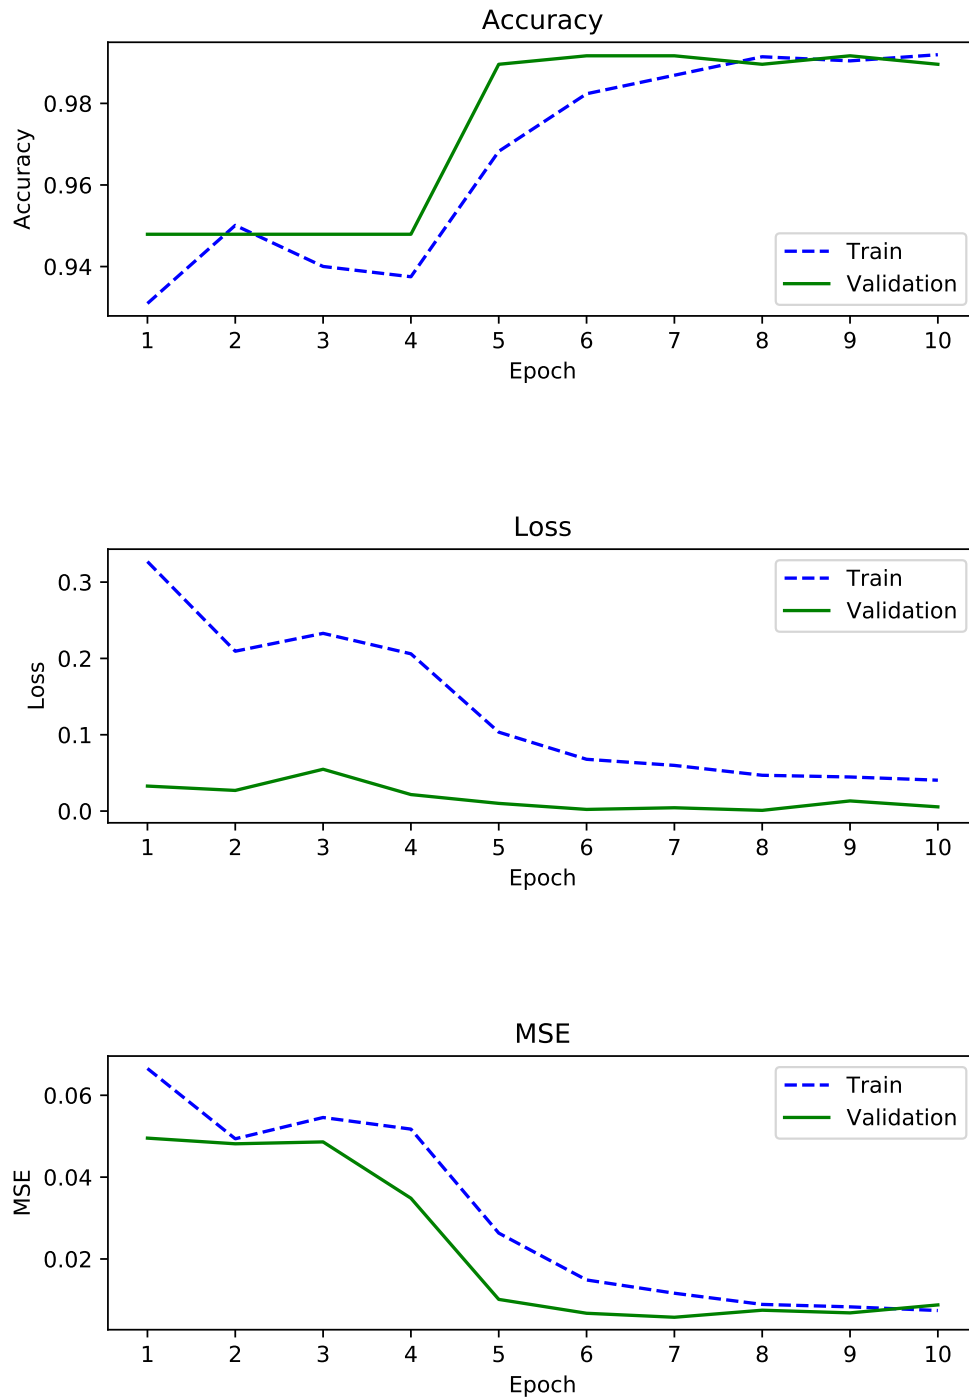 Accuracy
Accuracy
0.98
0.96
0.94
Train
Validation
1 2 3 4 5 6 7 8 9 10
Epoch
Loss
Loss
0.3
0.2
0.1
0.0
Train
Validation
1 2 3 4 5 6 7 8 9 10
Epoch
MSE
MSE
0.06
0.04
0.02
Train
Validation
1 2 3 4 5 6 7 8 9 10
Epoch